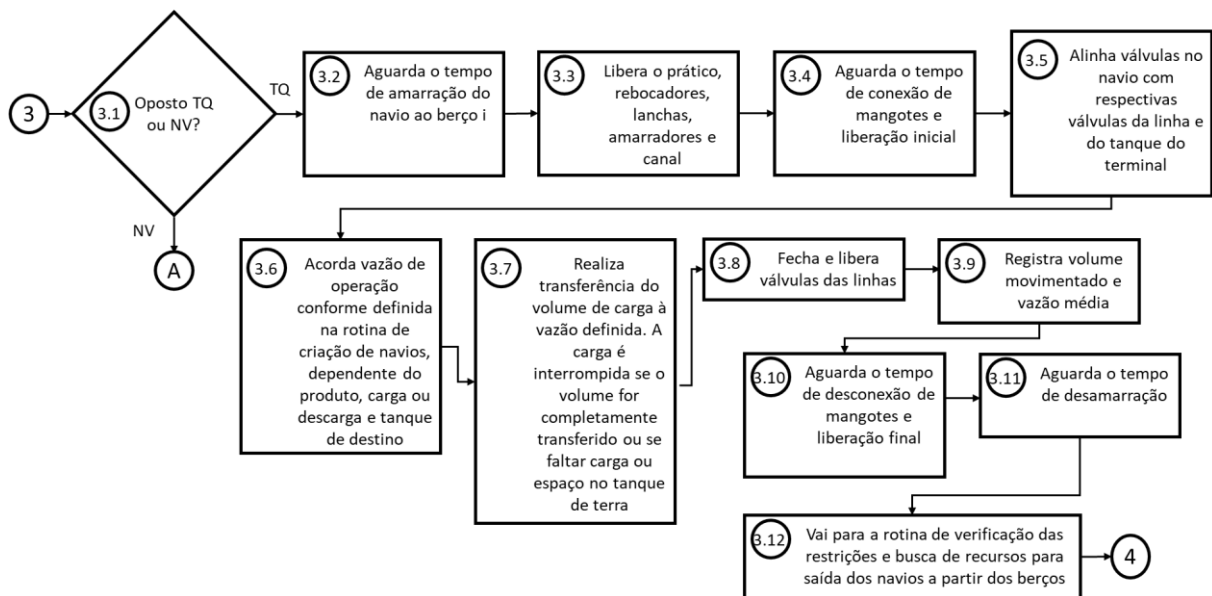 3
3.1
Oposto TQ
ou NV?
TQ
NV
A
3.2
Aguarda o tempo
de amarração do
navio ao berço i
3.3
Libera o prático,
rebocadores,
lanchas,
amarradores e
canal
3.4
Aguarda o tempo
de conexão de
mangotes e
liberação inicial
3.5
Alinha válvulas no
navio com
respectivas
válvulas da linha e
do tanque do
terminal
3.6
Acorda vazão de
operação
conforme definida
na rotina de
criação de navios,
dependente do
produto, carga ou
descarga e tanque
de destino
3.7
Realiza
transferência do
volume de carga à
vazão definida. A
carga é
interrompida se o
volume for
completamente
transferido ou se
faltar carga ou
espaço no tanque
de terra
3.8
Fecha e libera
válvulas das linhas
3.9
Registra volume
movimentado e
vazão média
3.10
Aguarda o tempo
de desconexão de
mangotes e
liberação final
3.11
Aguarda o tempo
de desamarração
3.12
Vai para a rotina de verificação das
restrições e busca de recursos para
saída dos navios a partir dos berços
4